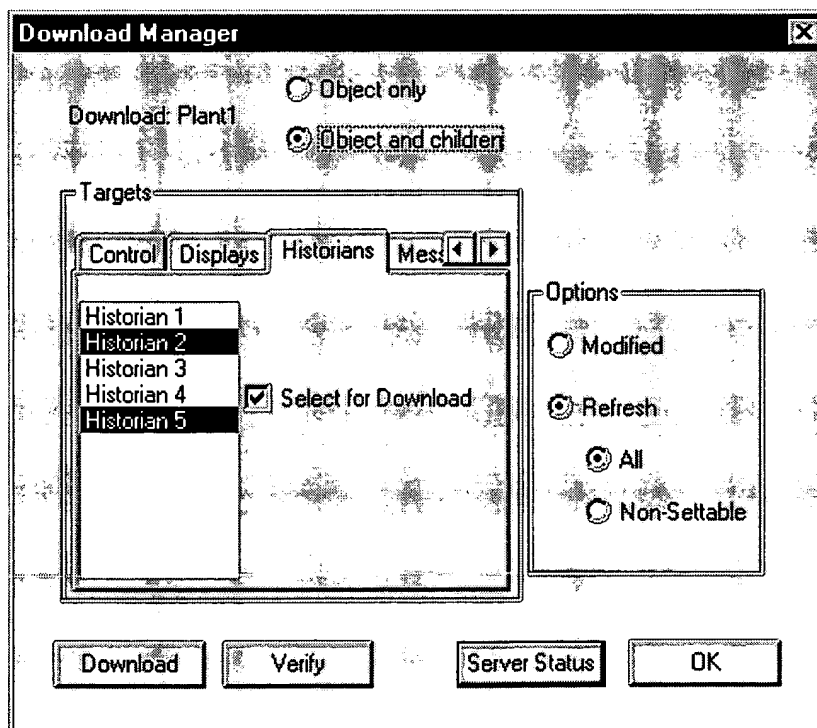 Download Manager
Object only
Download: Plant1
Object and children
Targets
Control Displays Historians Mess
Historian 1
Historian 2
Historian 3
Historian 4
Historian 5
Select for Download
Options
Modified
Refresh
All
Non-Settable
Download Verify Server Status OK